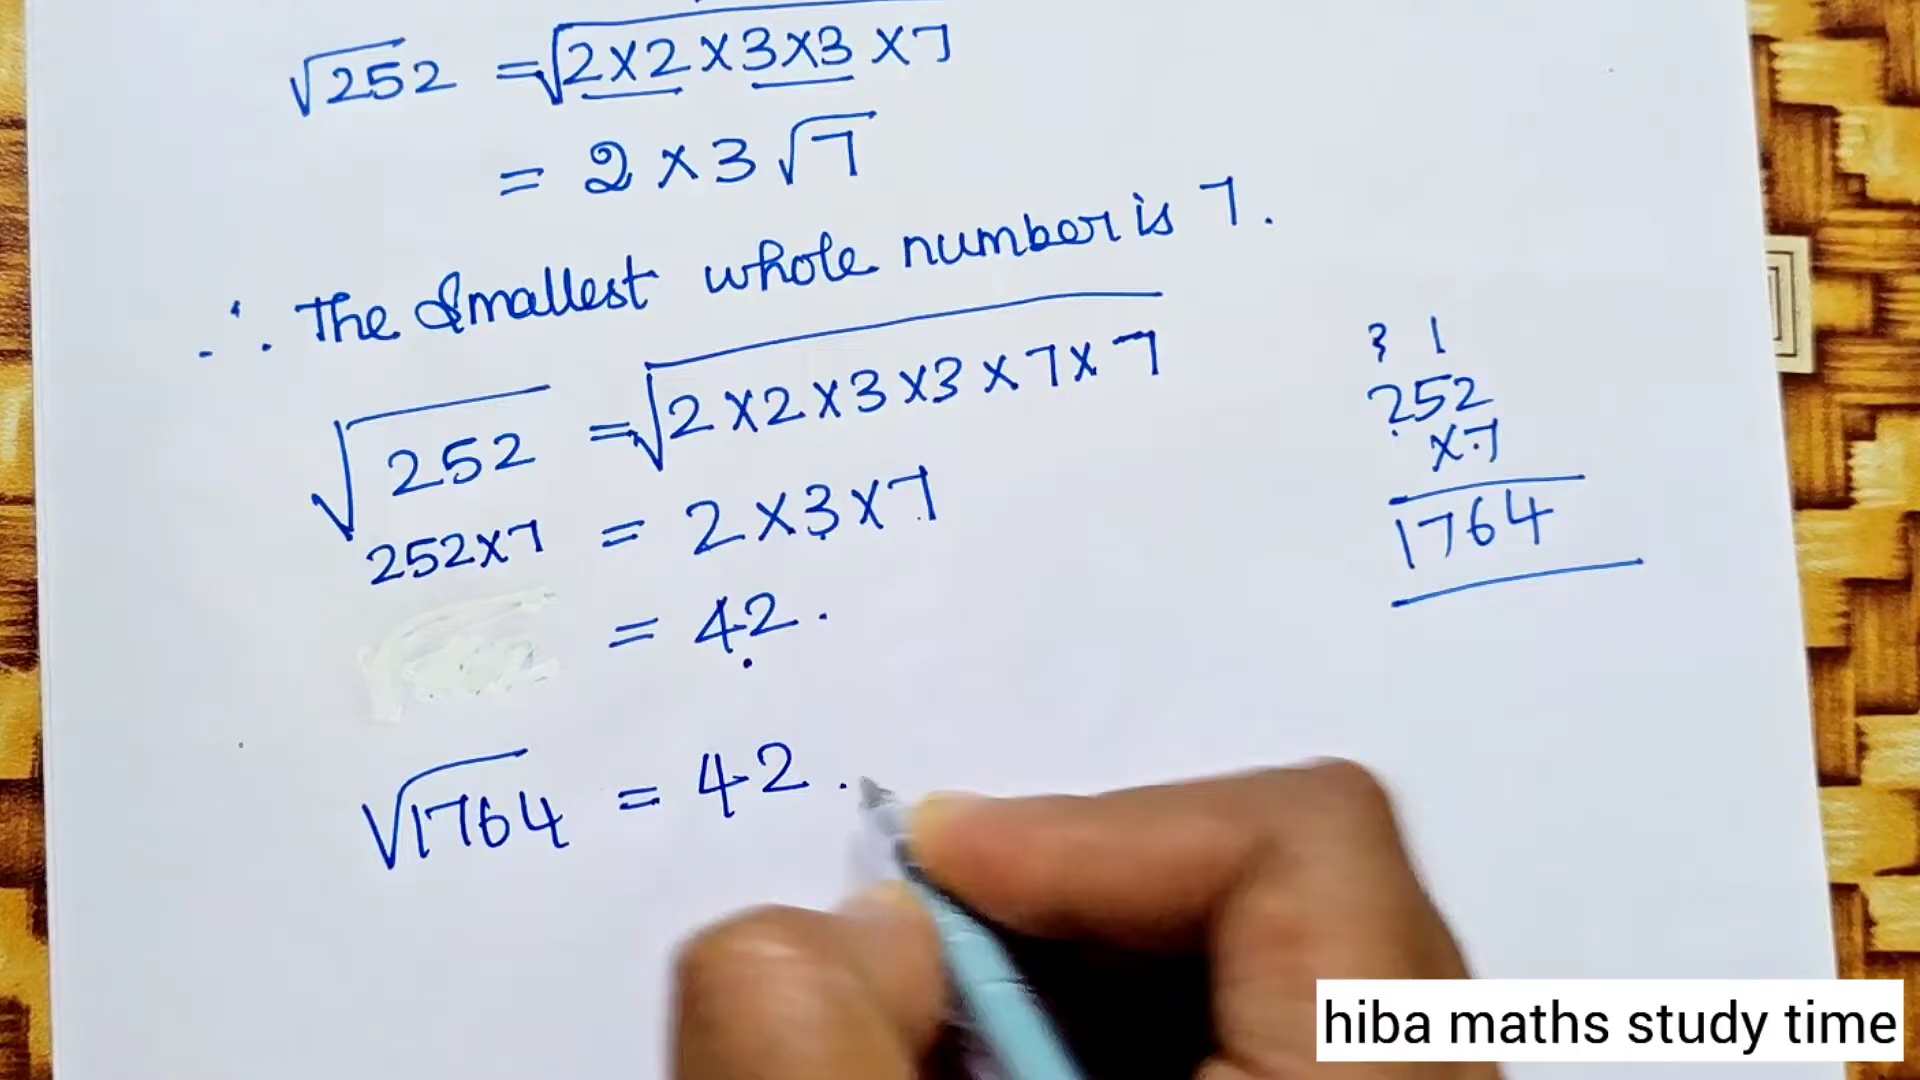 √252 = √2×2×3×3×7
= 2×3√7
∴ The smallest whole number is 7.
√252 = √2×2×3×3×7×7
252×7 = 2×3×7
= 42.
√1764 = 42.
3 1
252
×7
1764
hiba maths study time